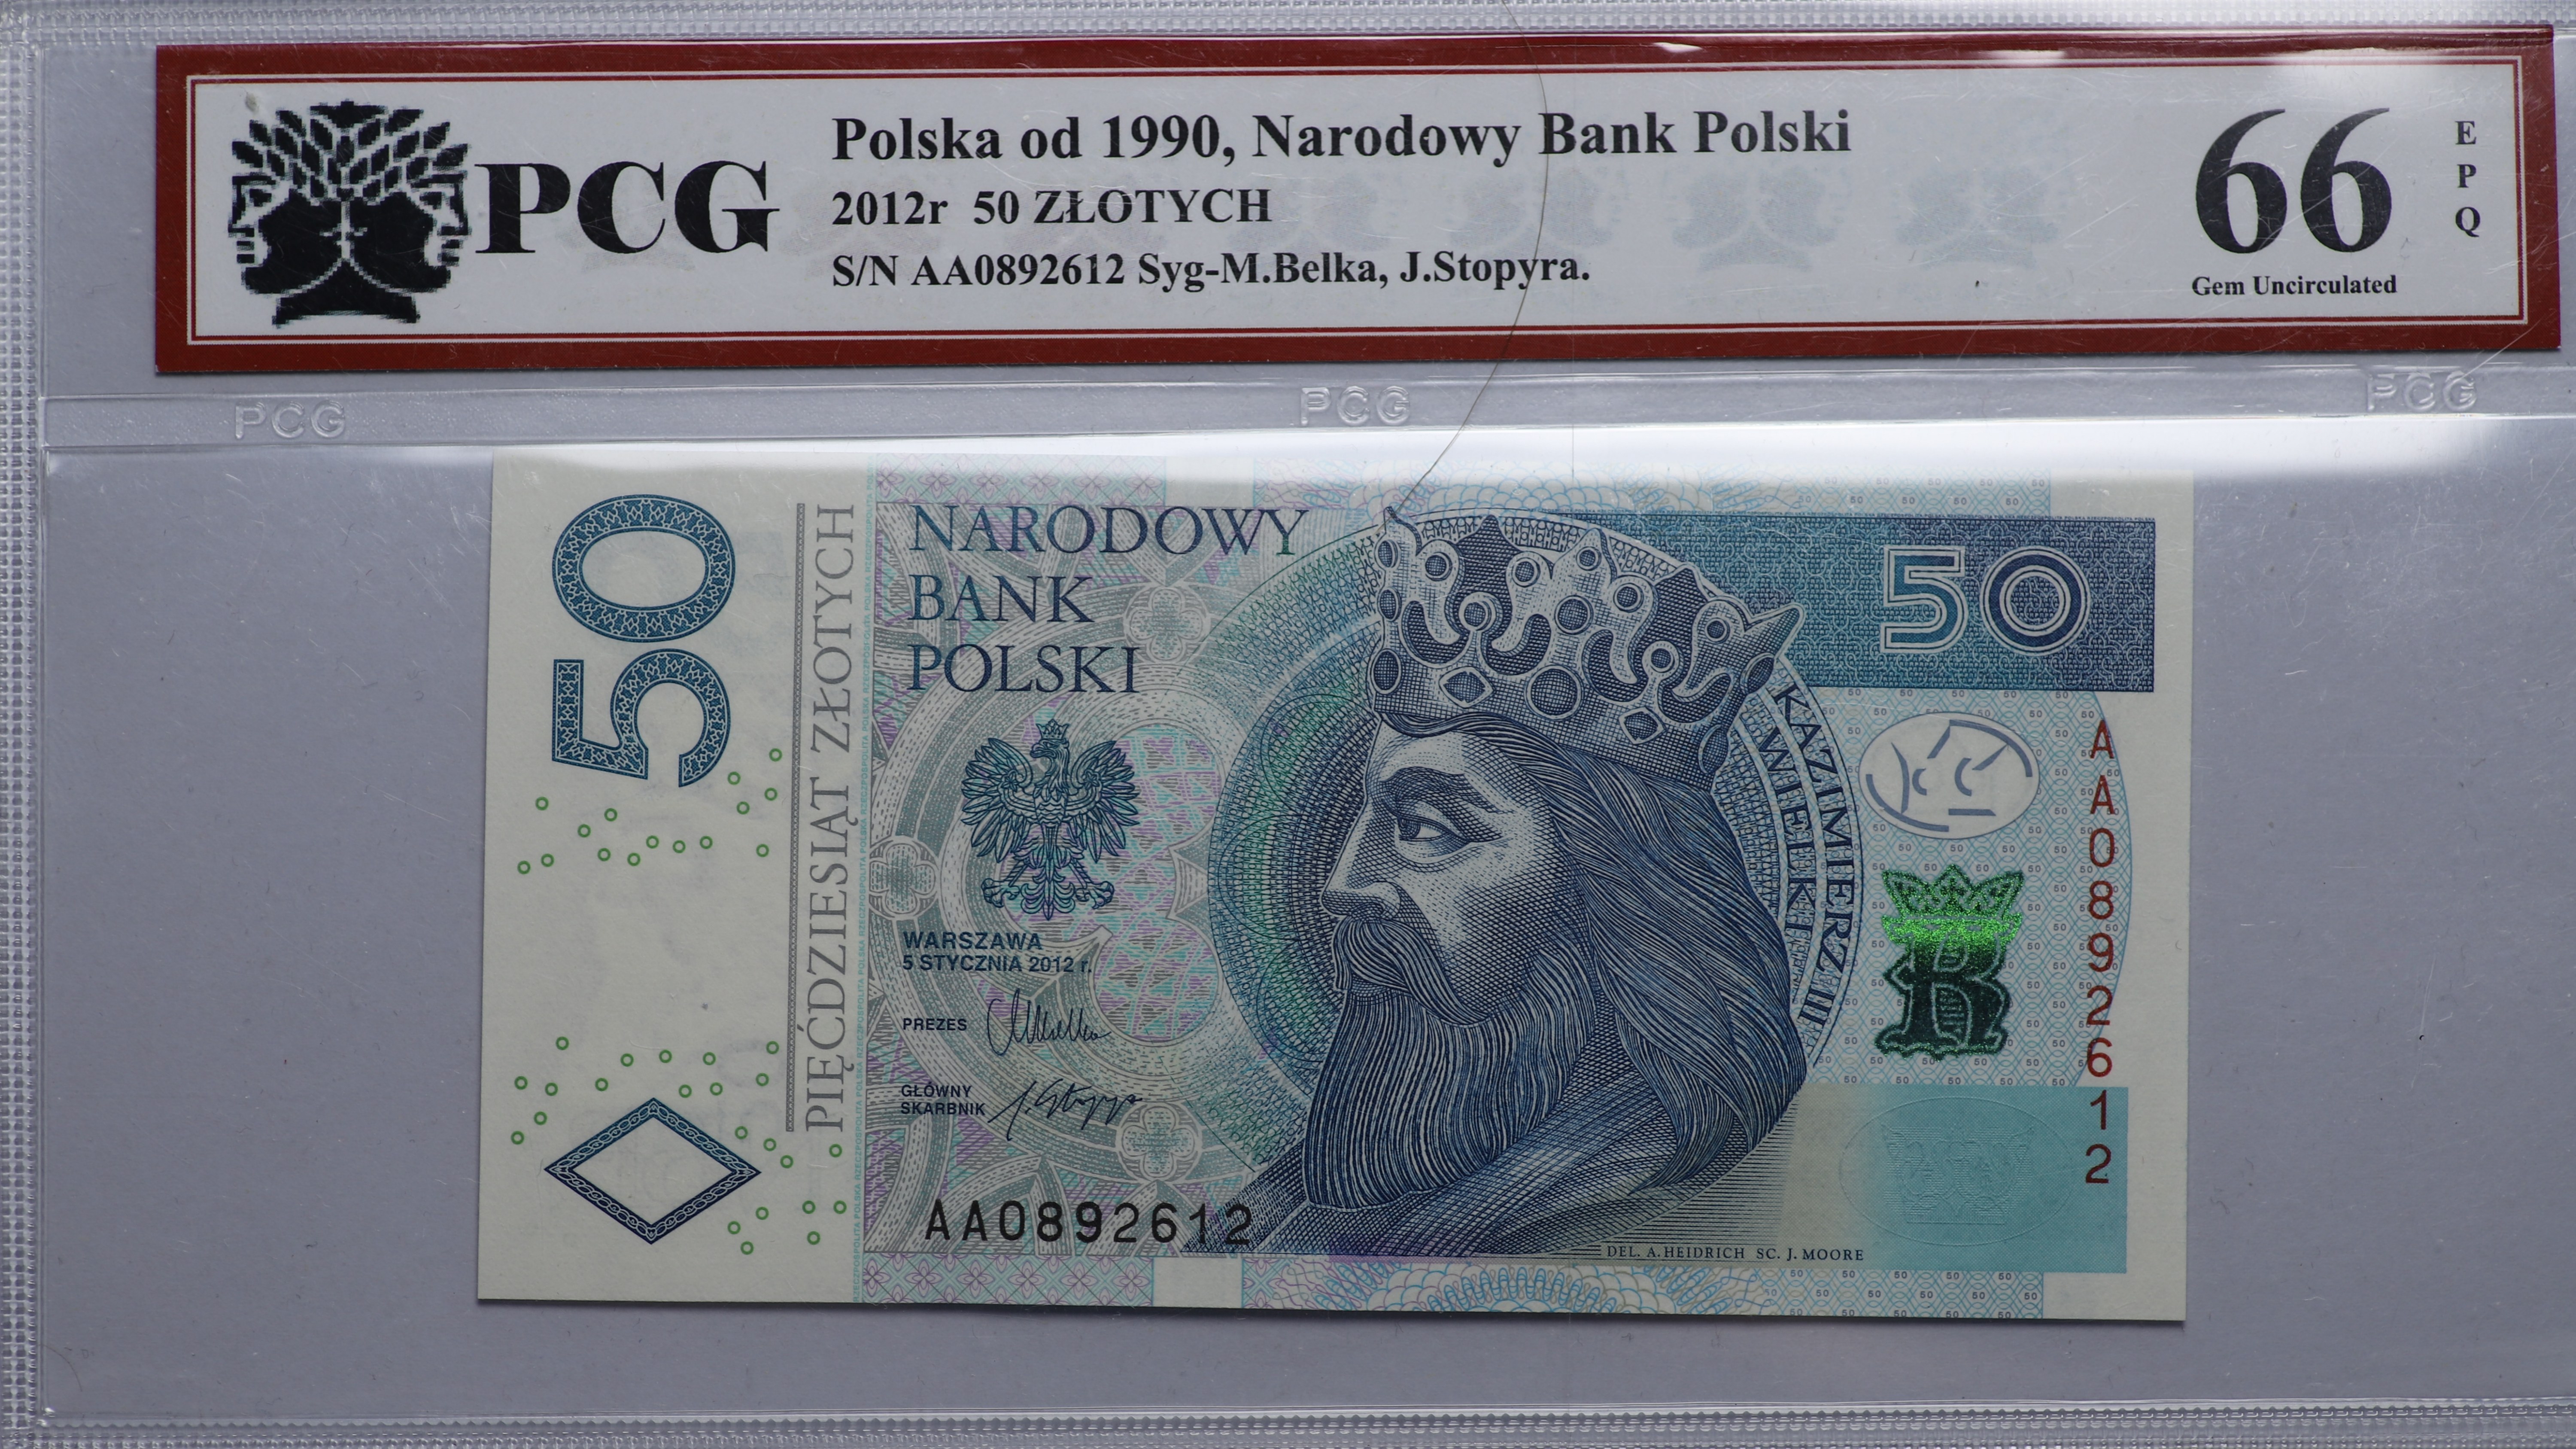 PCG
Polska od 1990, Narodowy Bank Polski
2012r 50 ZŁOTYCH
S/N AA0892612 Syg-M.Belka, J.Stopyra.
66
EPQ
Gem Uncirculated
PCG PCG PCG
50
PIĘĆDZIESIĄT ZŁOTYCH
NARODOWY
BANK
POLSKI
50
KAZIMIERZ III
WIELKI
AA0892612
WARSZAWA
5 STYCZNIA 2012 r.
PREZES
GŁÓWNY
SKARBNIK
AA0892612
DEL. A. HEIDRICH SC. J. MOORE